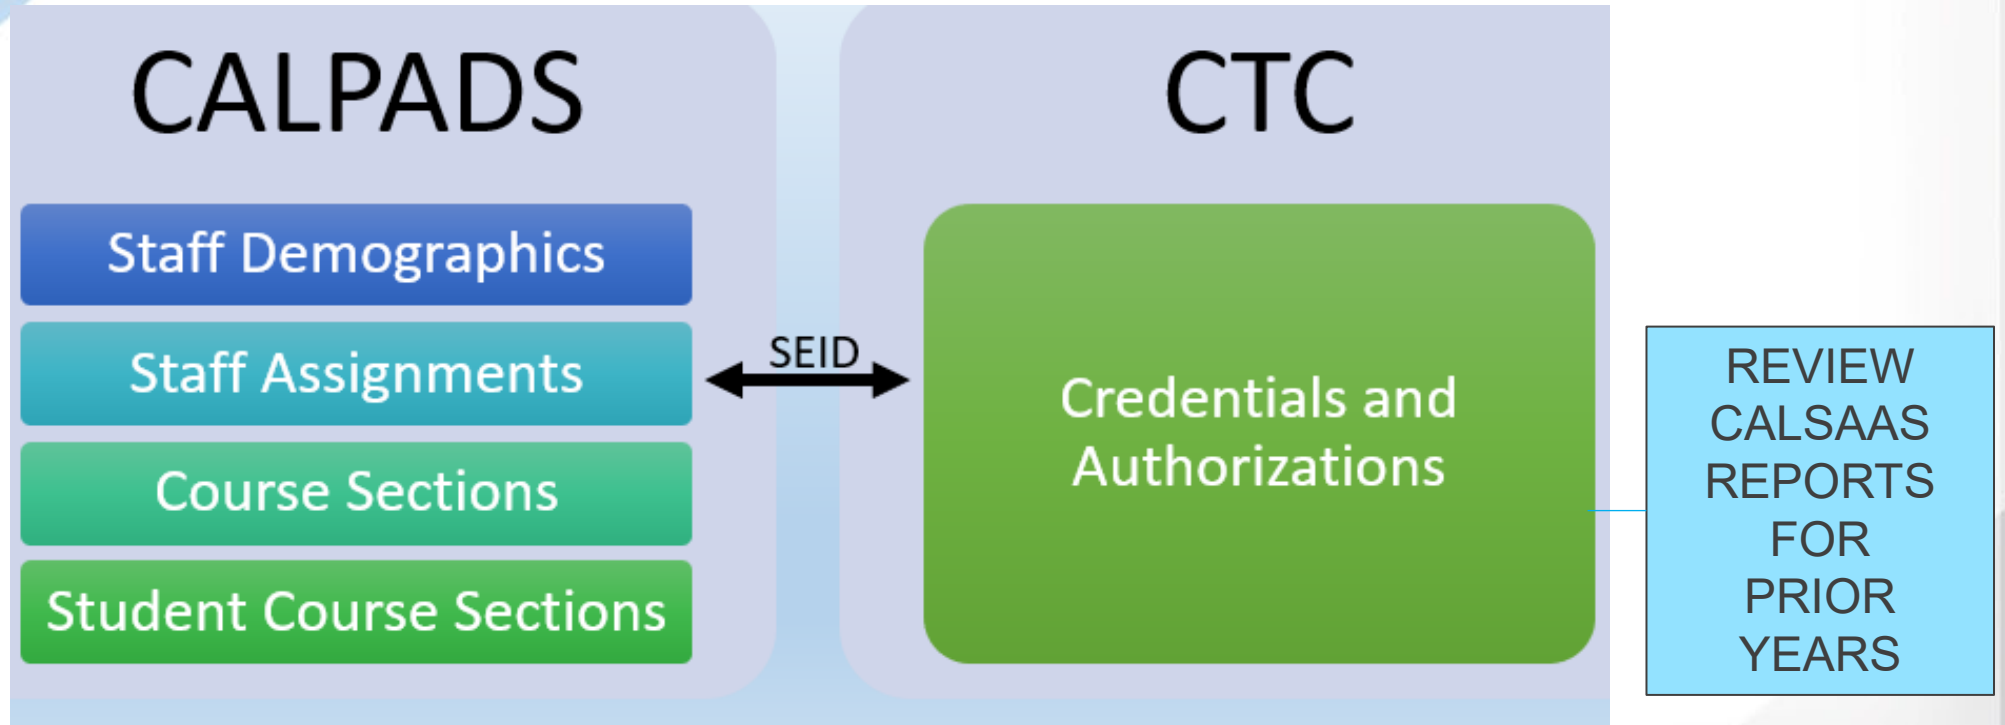 CALPADS
Staff Demographics
Staff Assignments
Course Sections
Student Course Sections
SEID
CTC
Credentials and
Authorizations
REVIEW
CALSAAS
REPORTS
FOR
PRIOR
YEARS